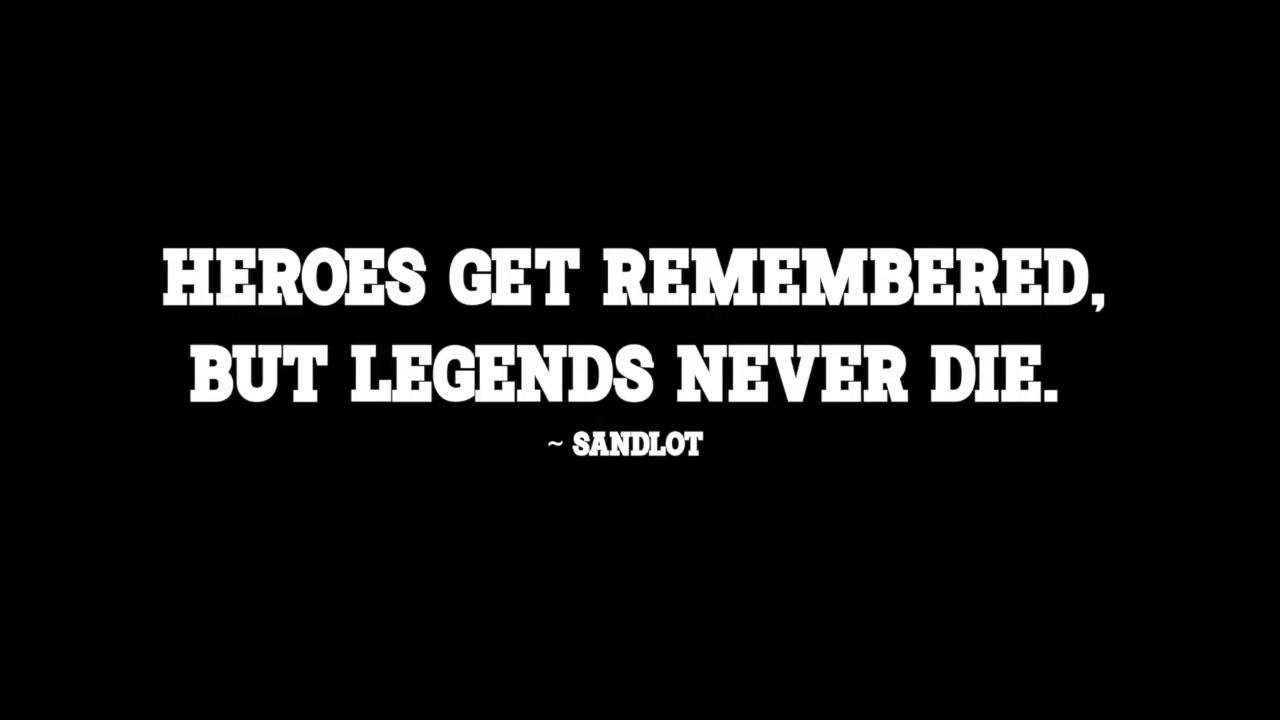 HEROES GET REMEMBERED,
BUT LEGENDS NEVER DIE.
~ SANDLOT